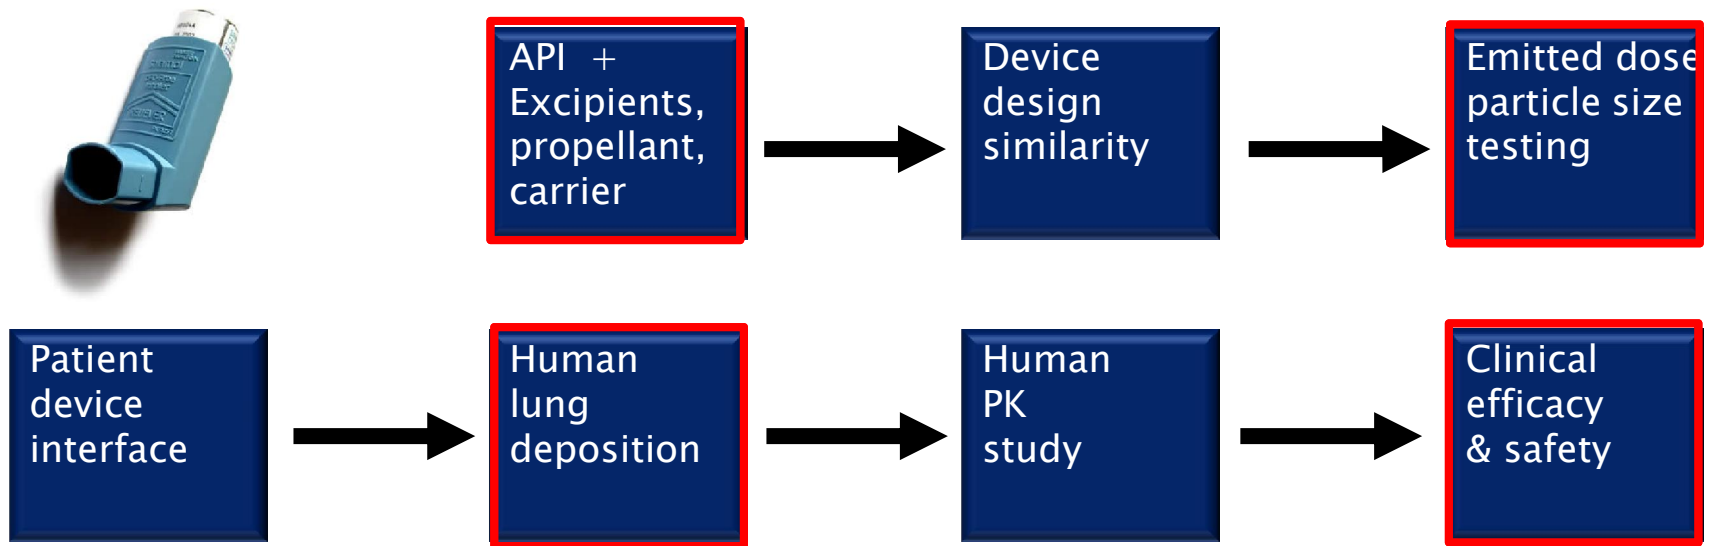 API +
Excipients,
propellant,
carrier
Device
design
similarity
Emitted dose
particle size
testing
Patient
device
interface
Human
lung
deposition
Human
PK
study
Clinical
efficacy
& safety